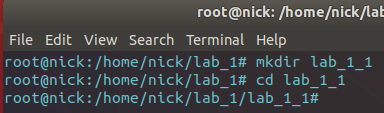 root@nick: /home/nick/lab
File Edit View Search Terminal Help
root@nick:/home/nick/lab_1# mkdir lab_1_1
root@nick:/home/nick/lab_1# cd lab_1_1
root@nick:/home/nick/lab_1/lab_1_1#